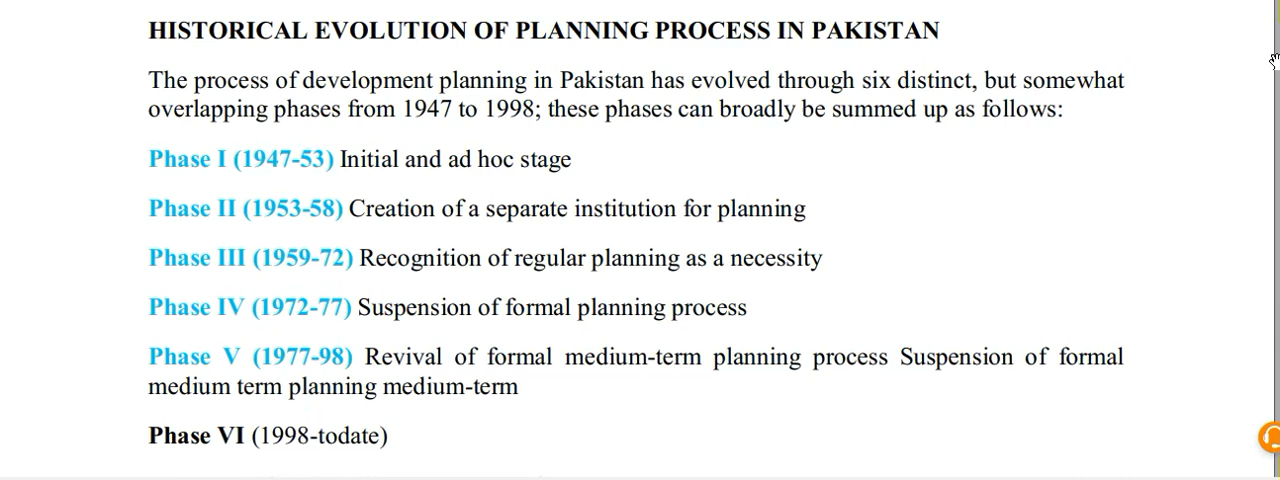 HISTORICAL EVOLUTION OF PLANNING PROCESS IN PAKISTAN
The process of development planning in Pakistan has evolved through six distinct, but somewhat
overlapping phases from 1947 to 1998; these phases can broadly be summed up as follows:
Phase I (1947-53) Initial and ad hoc stage
Phase II (1953-58) Creation of a separate institution for planning
Phase III (1959-72) Recognition of regular planning as a necessity
Phase IV (1972-77) Suspension of formal planning process
Phase V (1977-98) Revival of formal medium-term planning process Suspension of formal
medium term planning medium-term
Phase VI (1998-todate)